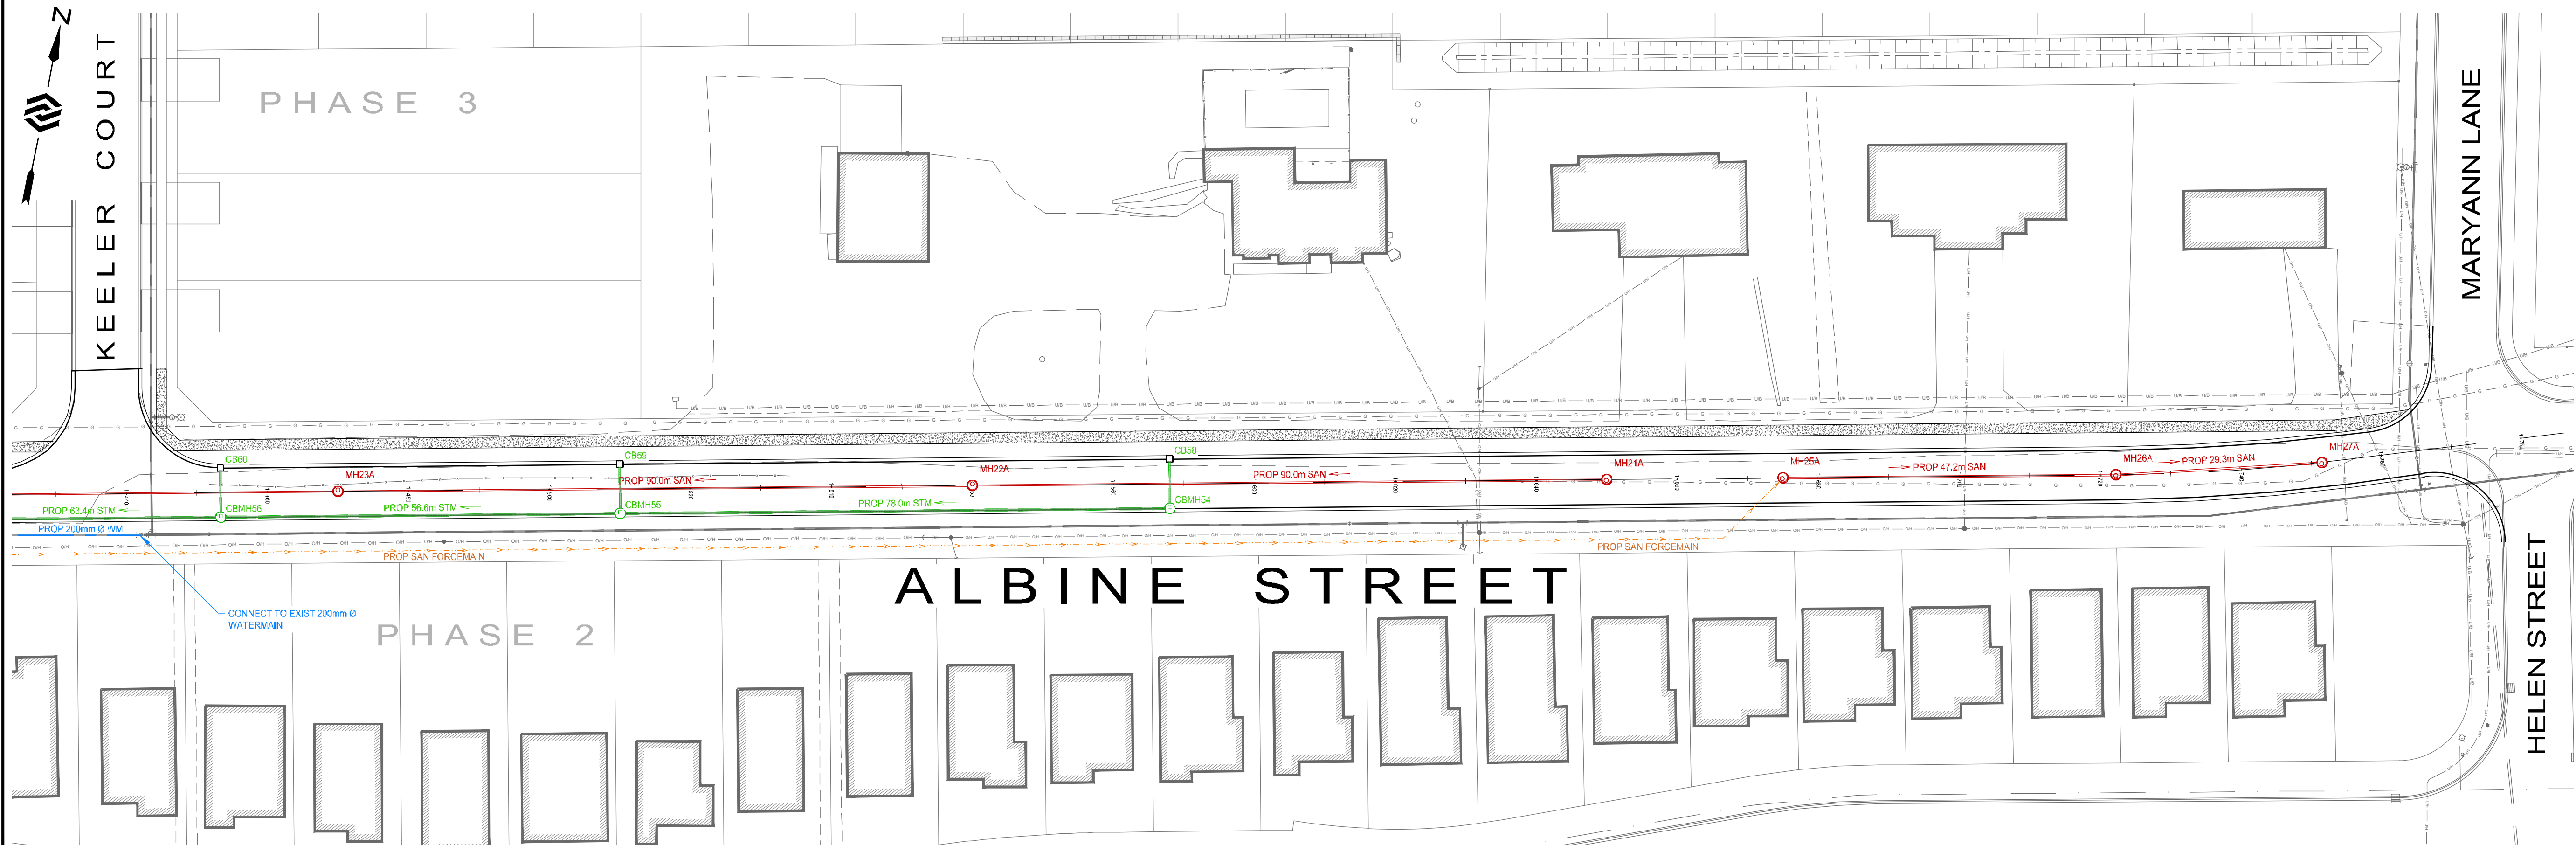 N
KEELER COURT
PHASE 3
MARYANN LANE
CB60
CB59
CB58
MH23A
MH22A
MH21A
MH25A
MH26A
MH27A
PROP 90.0m SAN
PROP 90.0m SAN
PROP 47.2m SAN
PROP 29.3m SAN
PROP 63.4m STM
CBMH56
PROP 56.6m STM
CBMH55
PROP 78.0m STM
CBMH54
PROP 200mm Ø WM
PROP SAN FORCEMAIN
PROP SAN FORCEMAIN
ALBINE STREET
CONNECT TO EXIST 200mm Ø
WATERMAIN
PHASE 2
HELEN STREET